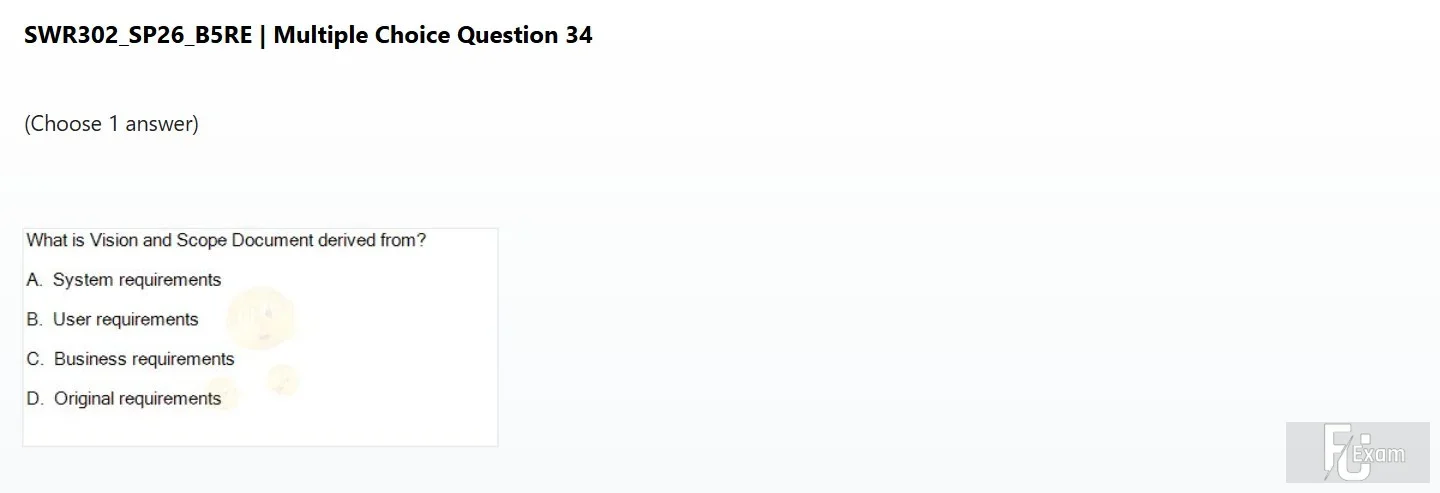 SWR302_SP26_B5RE | Multiple Choice Question 34
(Choose 1 answer)
What is Vision and Scope Document derived from?
A. System requirements
B. User requirements
C. Business requirements
D. Original requirements
FU Exam